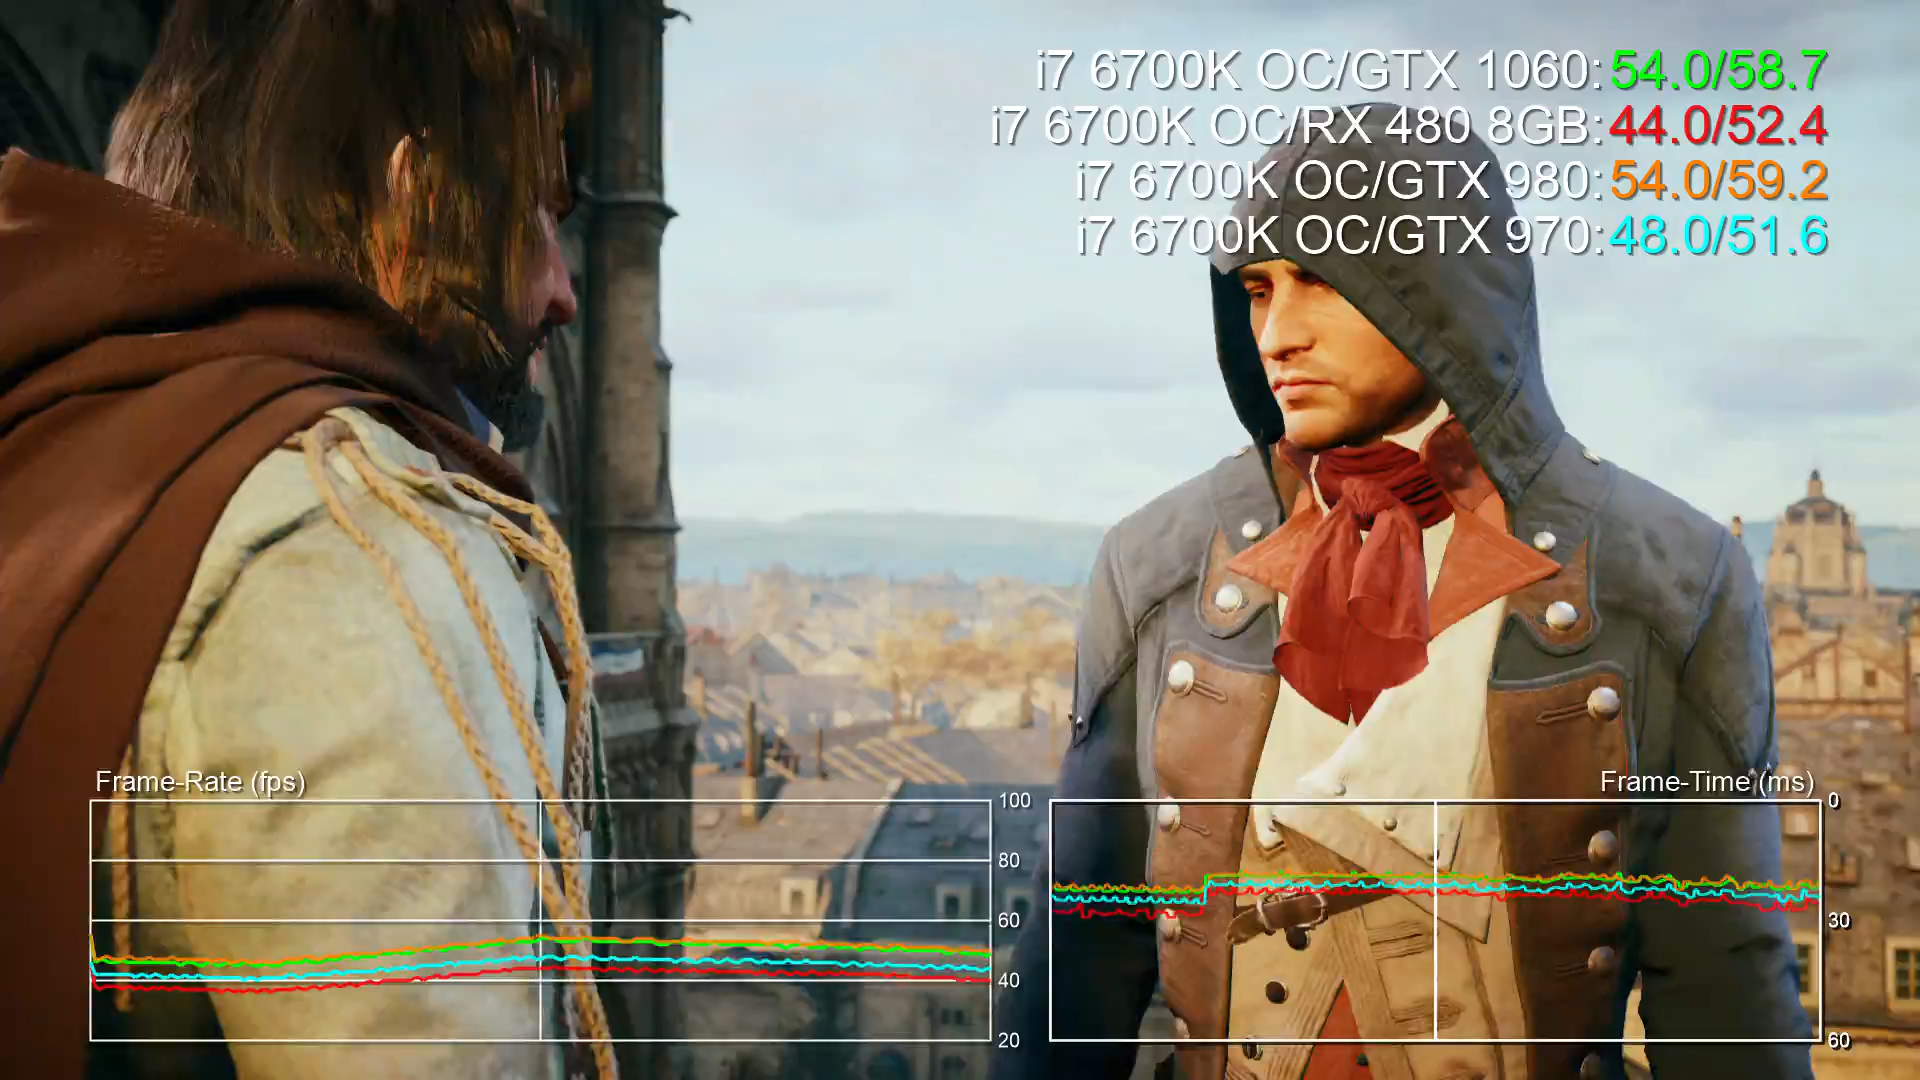 i7 6700K OC/GTX 1060:54.0/58.7
i7 6700K OC/RX 480 8GB:44.0/52.4
i7 6700K OC/GTX 980:54.0/59.2
i7 6700K OC/GTX 970:48.0/51.6
Frame-Rate (fps)
100
80
60
40
20
Frame-Time (ms)
0
30
60